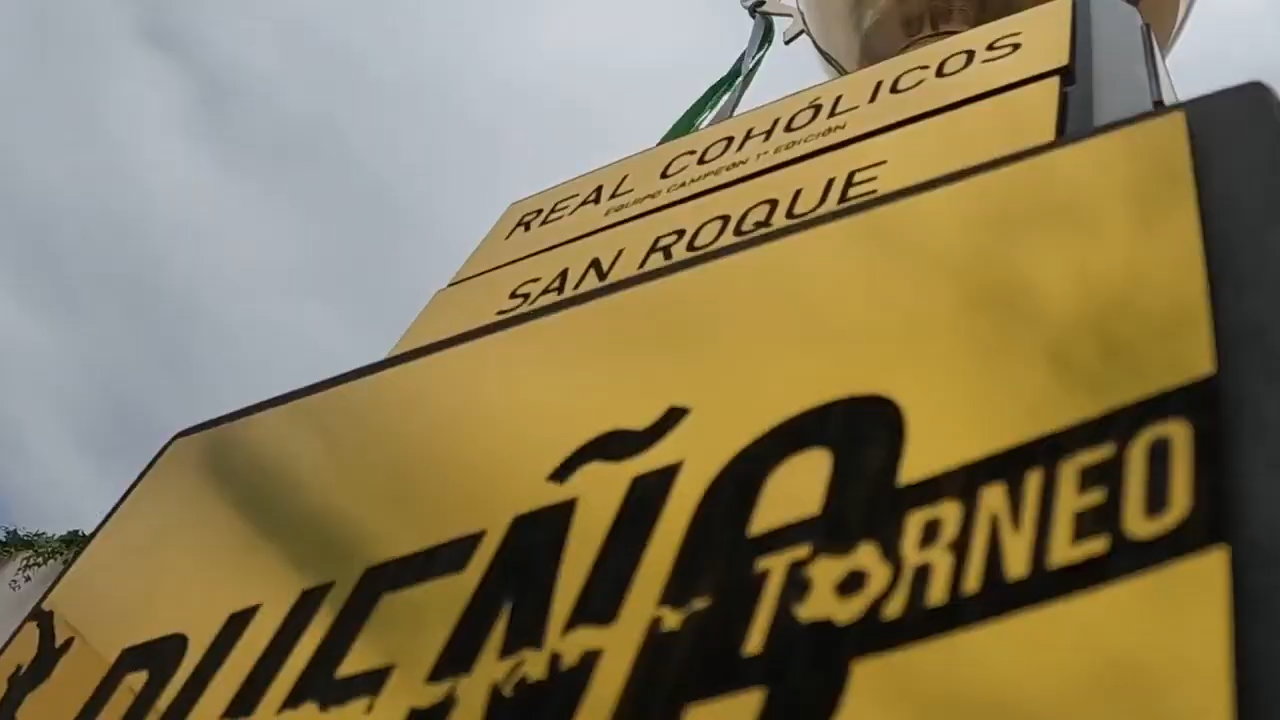 REAL COHÓLICOS
EQUIPO CAMPEÓN 1ª EDICIÓN
SAN ROQUE
TORNEO